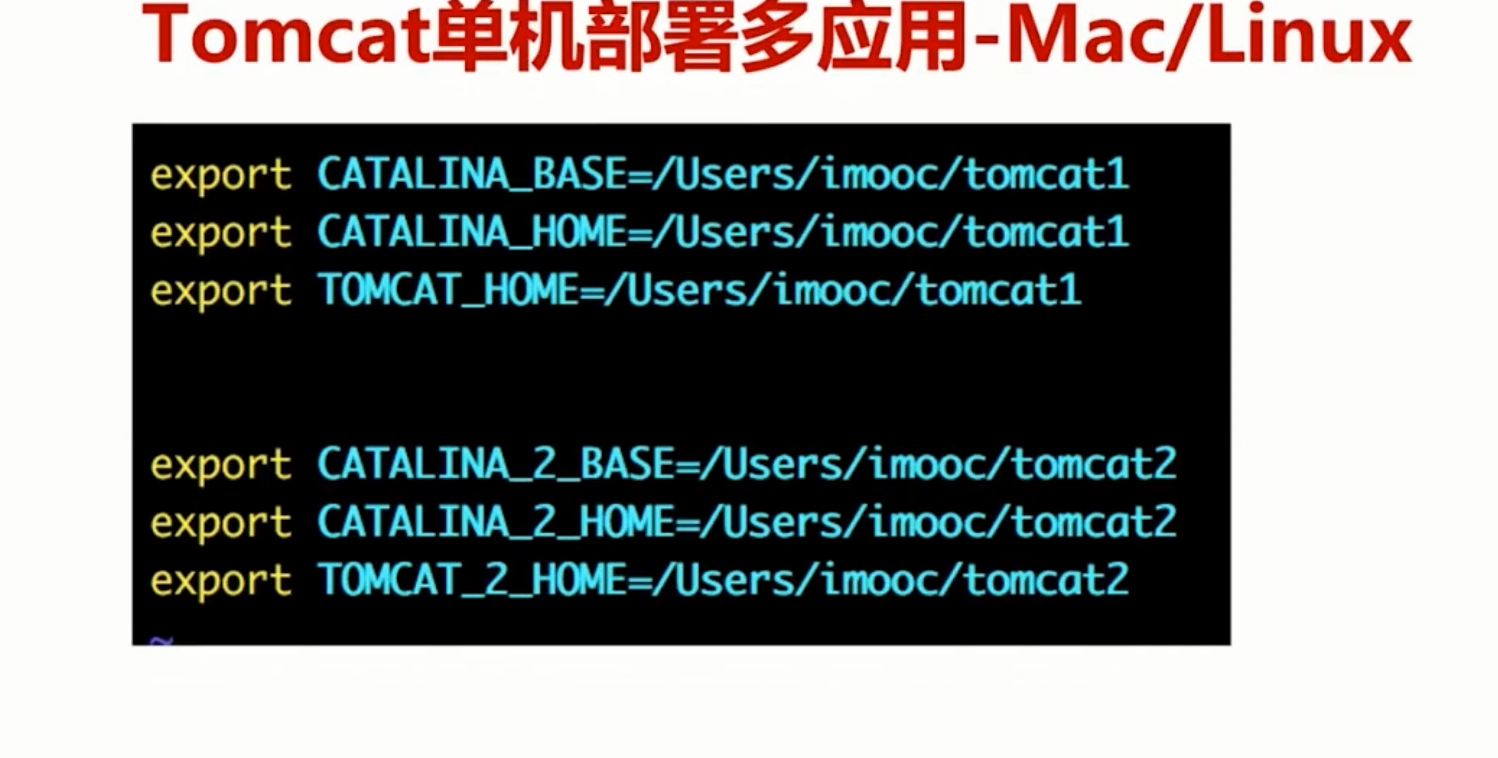 Tomcat单机部署多应用-Mac/Linux
export CATALINA_BASE=/Users/imooc/tomcat1
export CATALINA_HOME=/Users/imooc/tomcat1
export TOMCAT_HOME=/Users/imooc/tomcat1
export CATALINA_2_BASE=/Users/imooc/tomcat2
export CATALINA_2_HOME=/Users/imooc/tomcat2
export TOMCAT_2_HOME=/Users/imooc/tomcat2
~